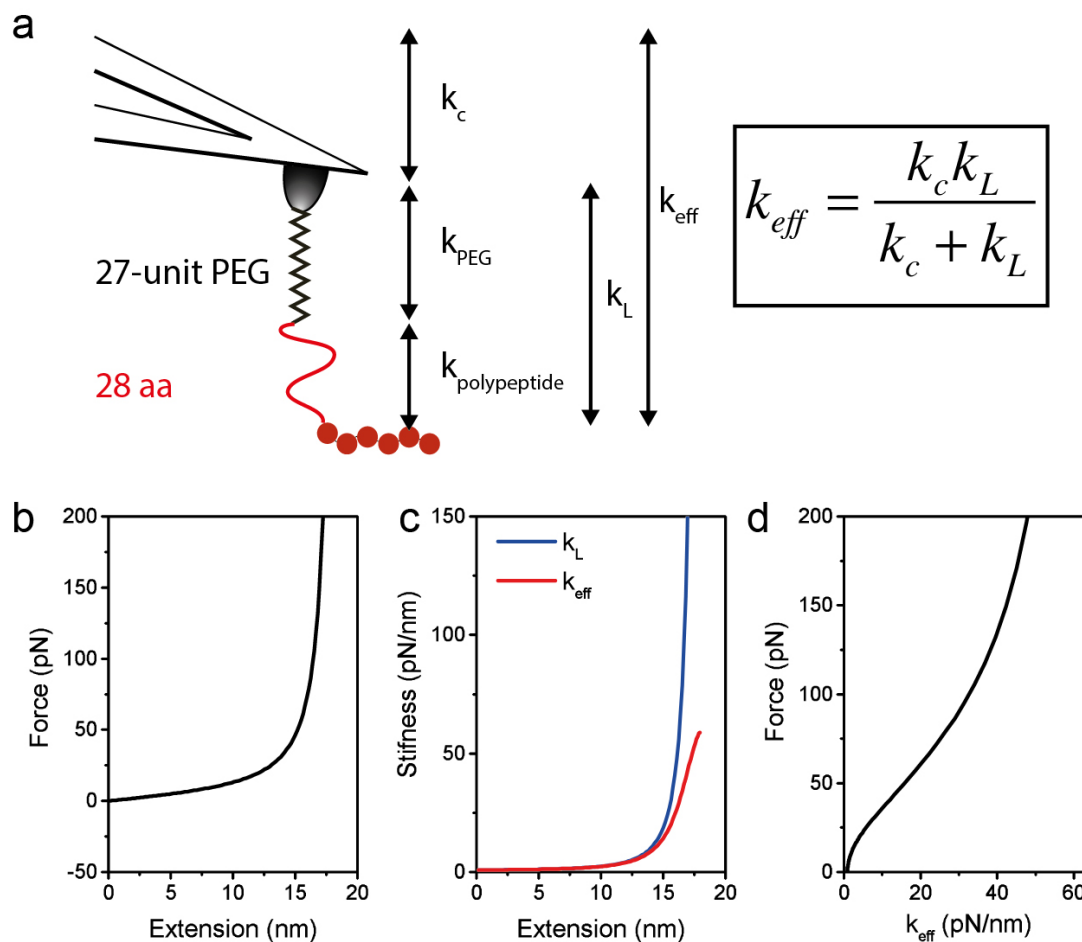 a
k_c
k_PEG
k_eff
k_L
k_polypeptide
27-unit PEG
28 aa
k_eff = k_c k_L / k_c + k_L
b
200
150
100
50
0
-50
Force (pN)
0 5 10 15 20
Extension (nm)
c
150
100
50
0
Stifness (pN/nm)
k_L
k_eff
0 5 10 15 20
Extension (nm)
d
200
150
100
50
0
Force (pN)
0 20 40 60
k_eff (pN/nm)